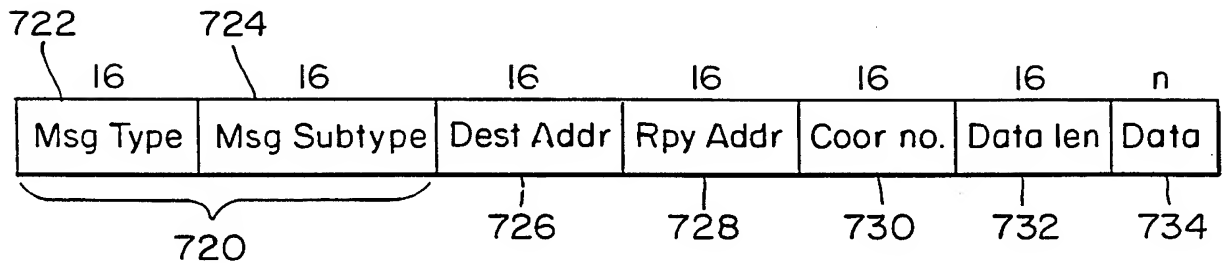 722 724
16 16 16 16 16 16 n
Msg Type Msg Subtype Dest Addr Rpy Addr Coor no. Data len Data
720 726 728 730 732 734